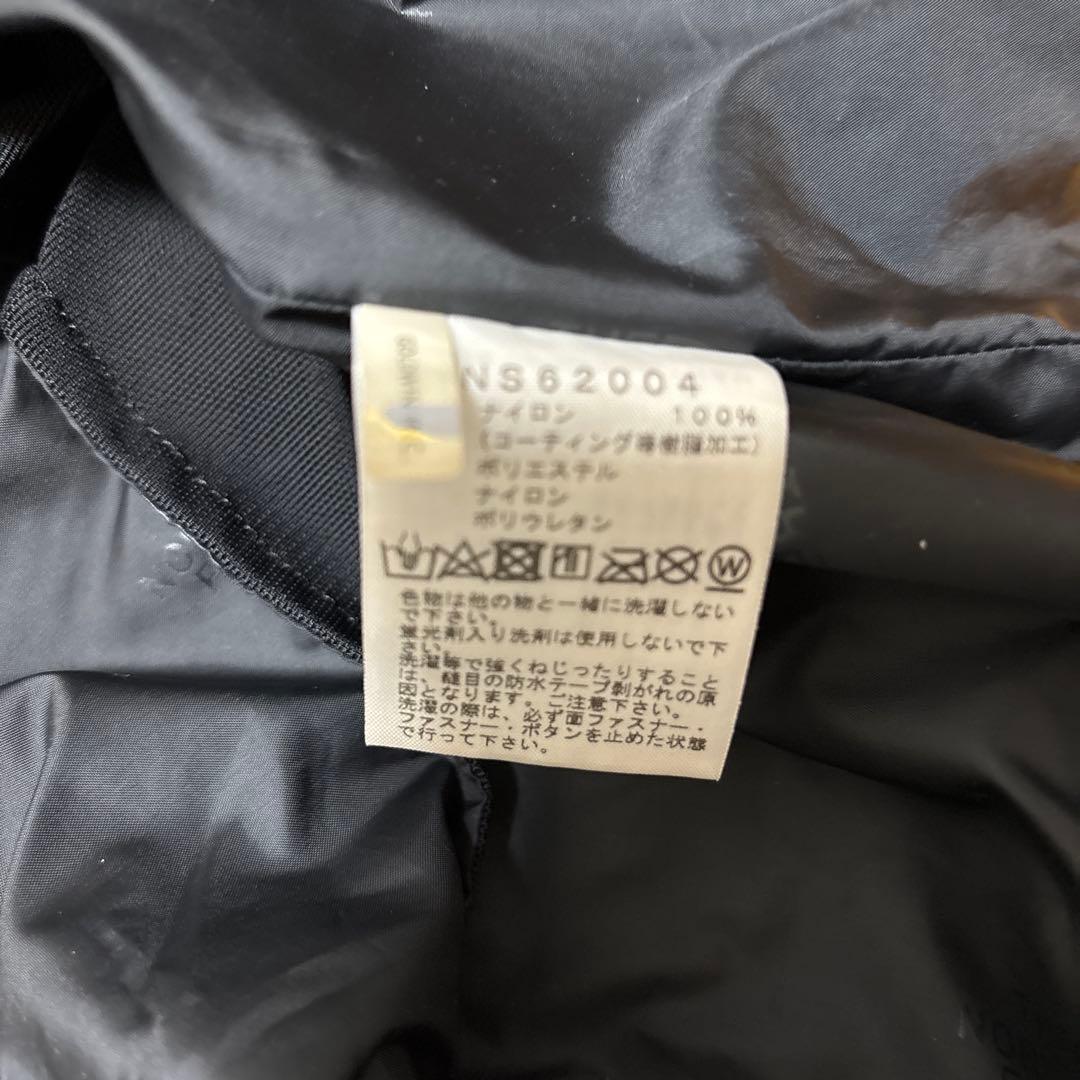 NS62004
ナイロン 100%
(コーティング等樹脂加工)
ポリエステル
ナイロン
ポリウレタン
W
色物は他の物と一緒に洗濯しない
で下さい。
蛍光剤入り洗剤は使用しないで下
さい。
洗濯等で強くねじったりすること
は、縫目の防水テープ剥がれの原
因となります。ご注意下さい。
洗濯の際は、必ず面ファスナー・
ファスナー・ボタンを止めた状態
で行って下さい。